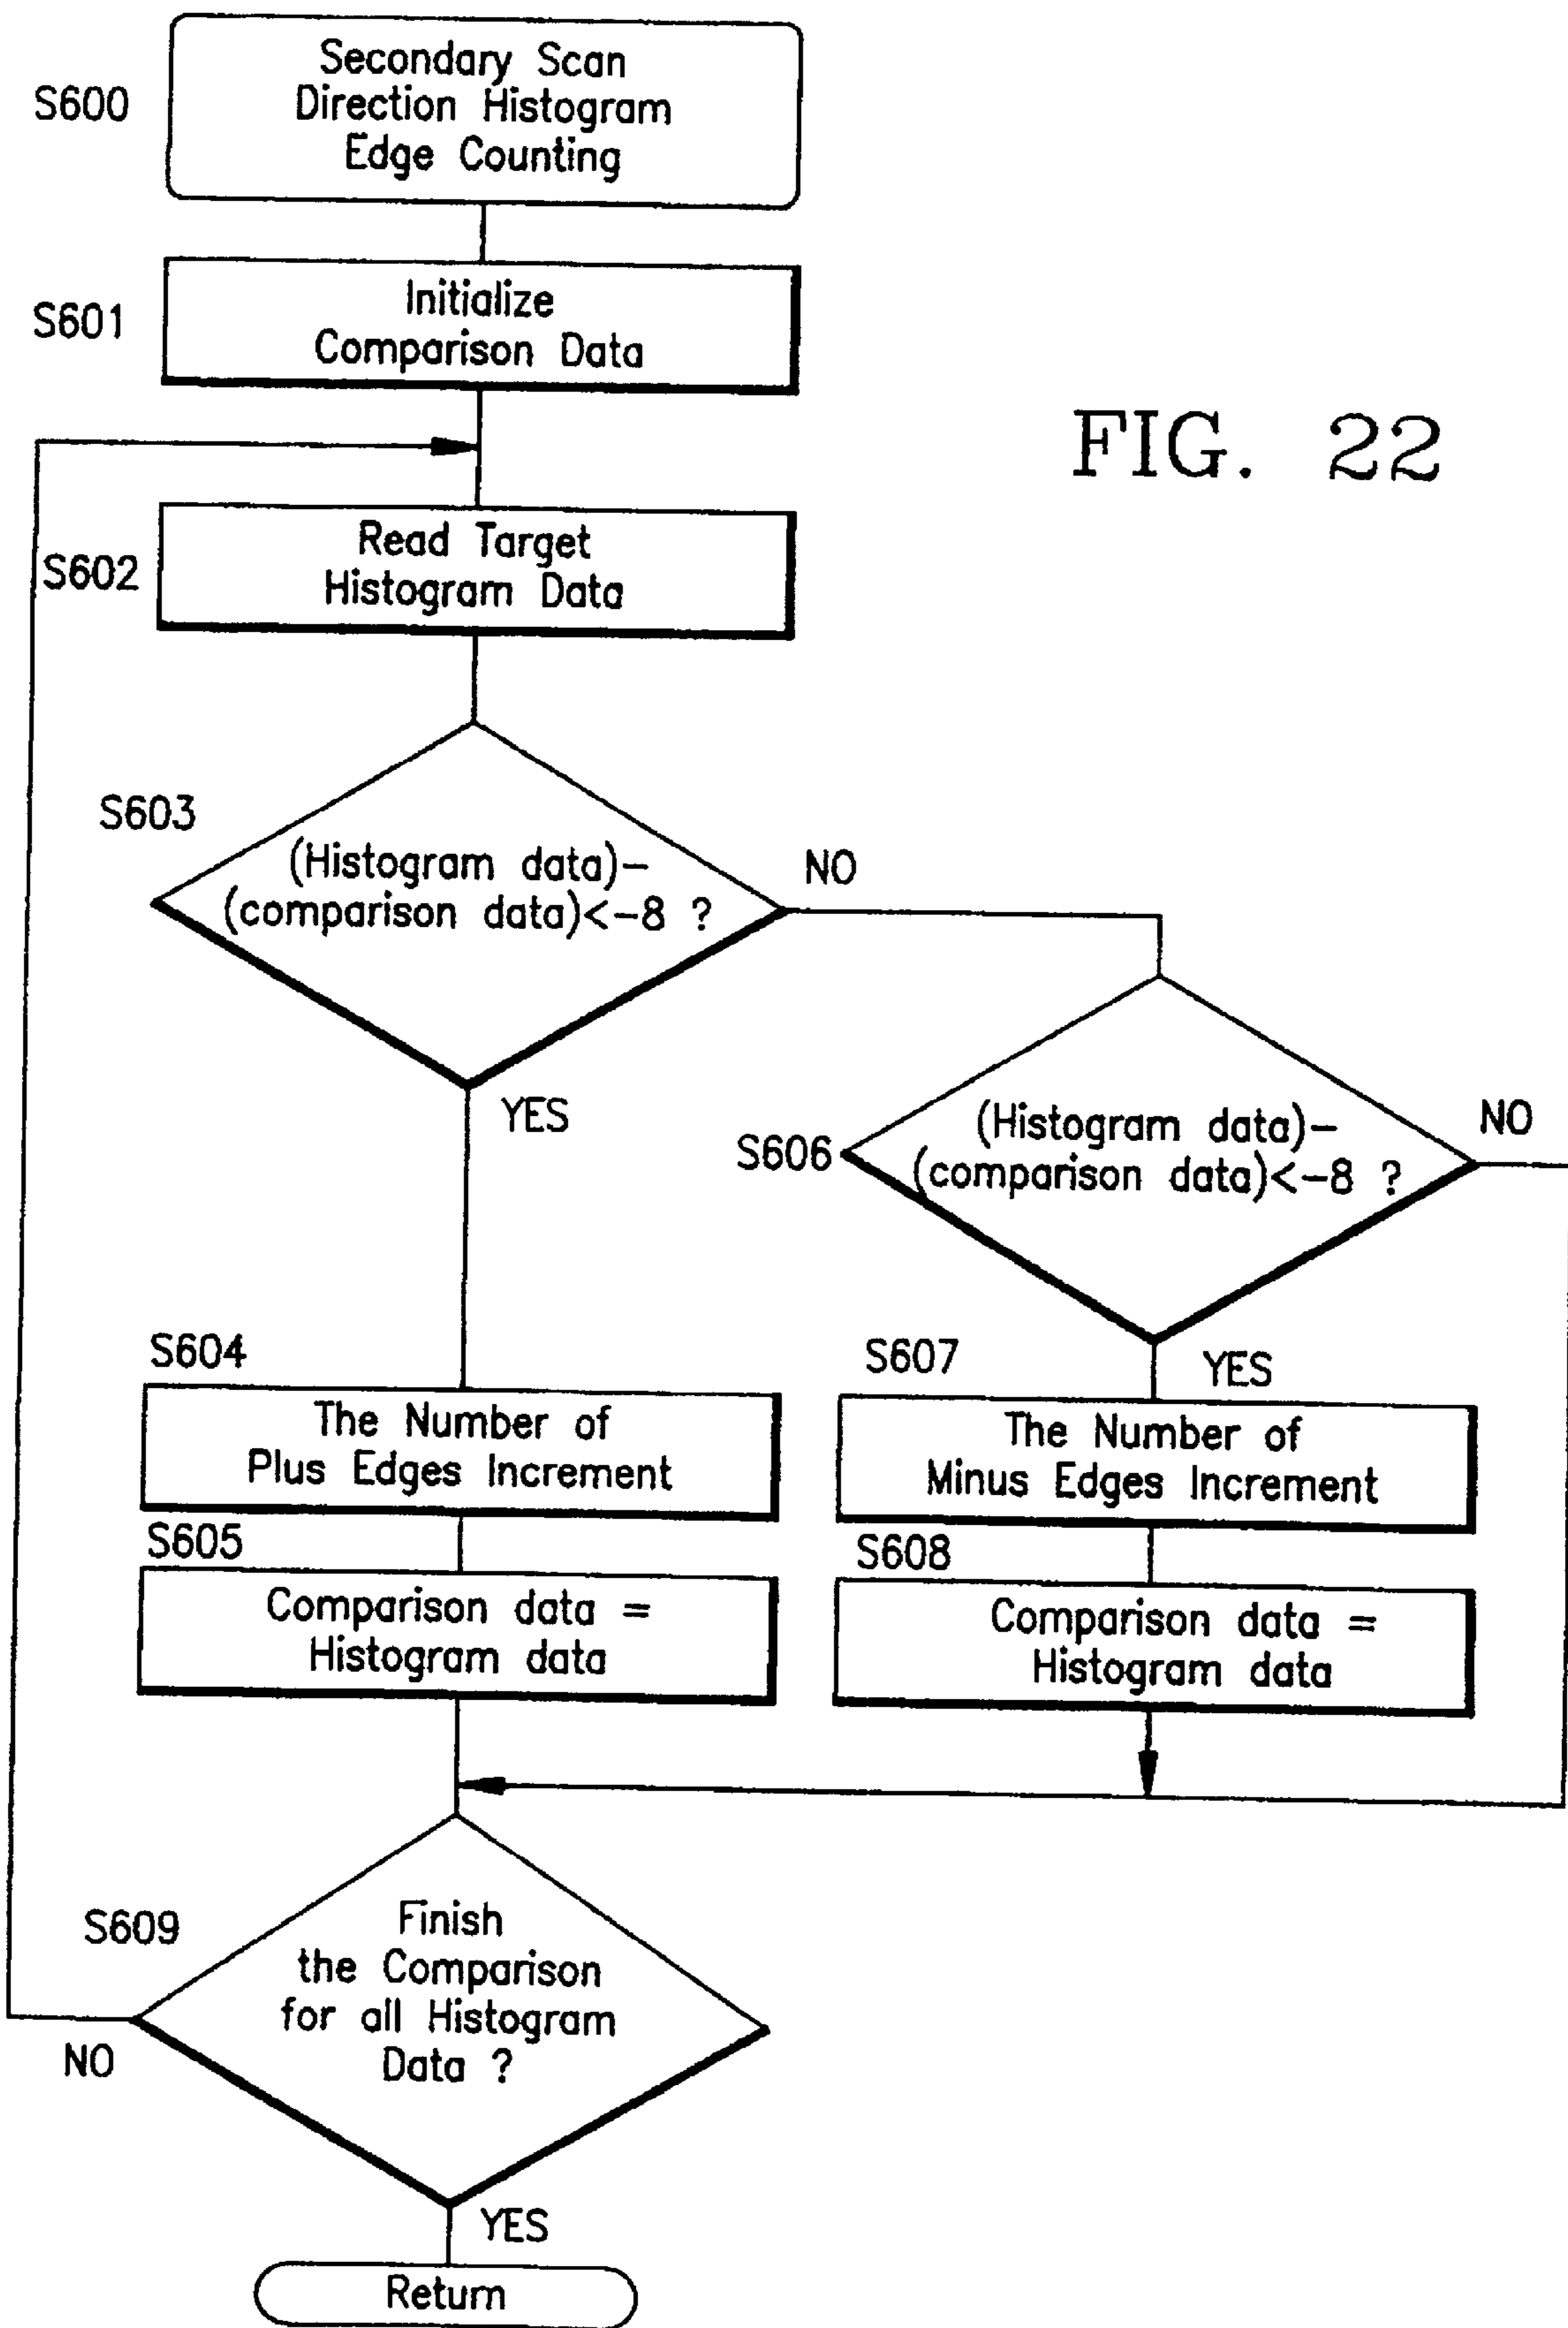 S600
Secondary Scan
Direction Histogram
Edge Counting
S601
Initialize
Comparison Data
FIG. 22
S602
Read Target
Histogram Data
S603
(Histogram data)-
(comparison data)<-8 ?
NO
YES
S606
(Histogram data)-
(comparison data)<-8 ?
NO
YES
S604
The Number of
Plus Edges Increment
S607
The Number of
Minus Edges Increment
S605
Comparison data =
Histogram data
S608
Comparison data =
Histogram data
S609
Finish
the Comparison
for all Histogram
Data ?
NO
YES
Return